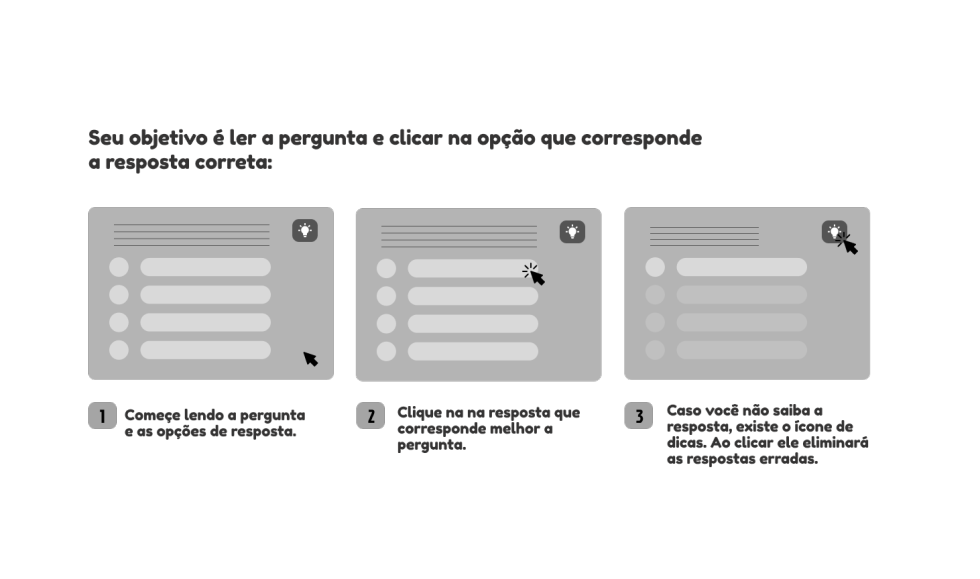 Seu objetivo é ler a pergunta e clicar na opção que corresponde
a resposta correta:
1
Começe lendo a pergunta
e as opções de resposta.
2
Clique na na resposta que
corresponde melhor a
pergunta.
3
Caso você não saiba a
resposta, existe o ícone de
dicas. Ao clicar ele eliminará
as respostas erradas.